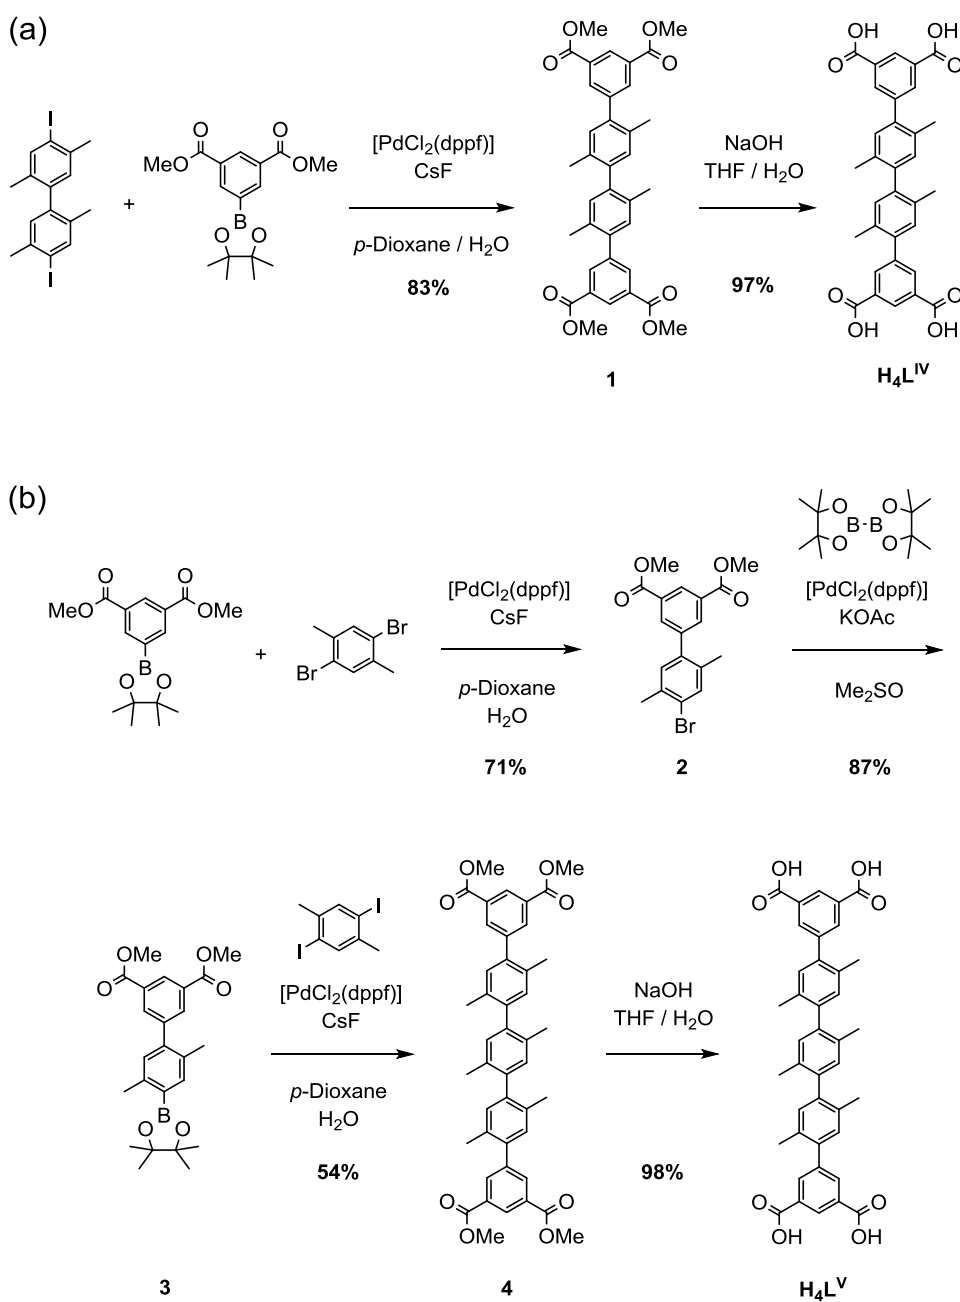 (a)
OMe OMe OH OH
O O O O
I
O O
MeO OMe
B
O O
I
+
[PdCl2(dppf)]
CsF
p-Dioxane / H2O
83%
NaOH
THF / H2O
97%
O O O O
OMe OMe OH OH
1
H4L^IV
(b)
O O
MeO OMe
B
O O
+
Br
Br
[PdCl2(dppf)]
CsF
p-Dioxane
H2O
71%
OMe OMe
O O
Br
2
O O
B-B
O O
[PdCl2(dppf)]
KOAc
Me2SO
87%
OMe OMe
O O
B
O O
3
I
I
[PdCl2(dppf)]
CsF
p-Dioxane
H2O
54%
OMe OMe
O O
O O
OMe OMe
4
NaOH
THF / H2O
98%
OH OH
O O
O O
OH OH
H4L^V